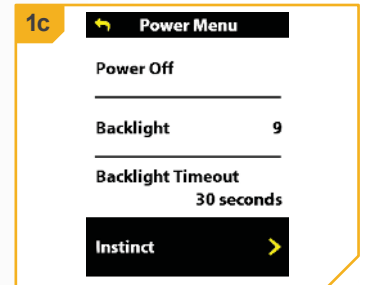 1c
Power Menu
Power Off
Backlight 9
Backlight Timeout
30 seconds
Instinct